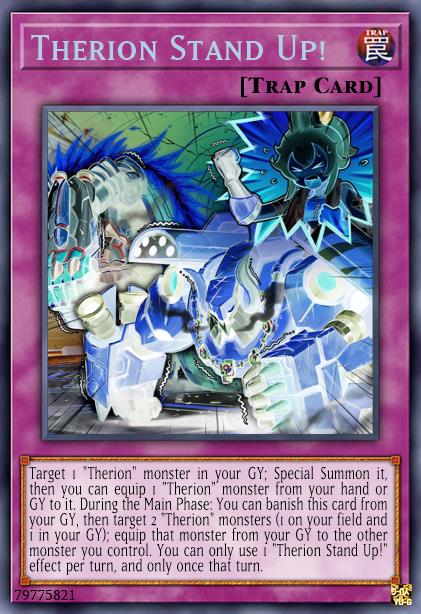 Therion Stand Up!
TRAP
罠
[Trap Card]
Target 1 "Therion" monster in your GY; Special Summon it,
then you can equip 1 "Therion" monster from your hand or
GY to it. During the Main Phase: You can banish this card from
your GY, then target 2 "Therion" monsters (1 on your field and
1 in your GY); equip that monster from your GY to the other
monster you control. You can only use 1 "Therion Stand Up!"
effect per turn, and only once that turn.
79775821